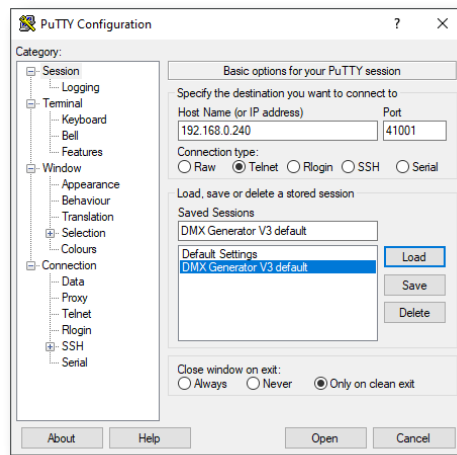 PuTTY Configuration
? ×
Category:
Session
Logging
Terminal
Keyboard
Bell
Features
Window
Appearance
Behaviour
Translation
Selection
Colours
Connection
Data
Proxy
Telnet
Rlogin
SSH
Serial
Basic options for your PuTTY session
Specify the destination you want to connect to
Host Name (or IP address) Port
192.168.0.240 41001
Connection type:
Raw Telnet Rlogin SSH Serial
Load, save or delete a stored session
Saved Sessions
DMX Generator V3 default
Default Settings
DMX Generator V3 default
Load
Save
Delete
Close window on exit:
Always Never Only on clean exit
About Help Open Cancel